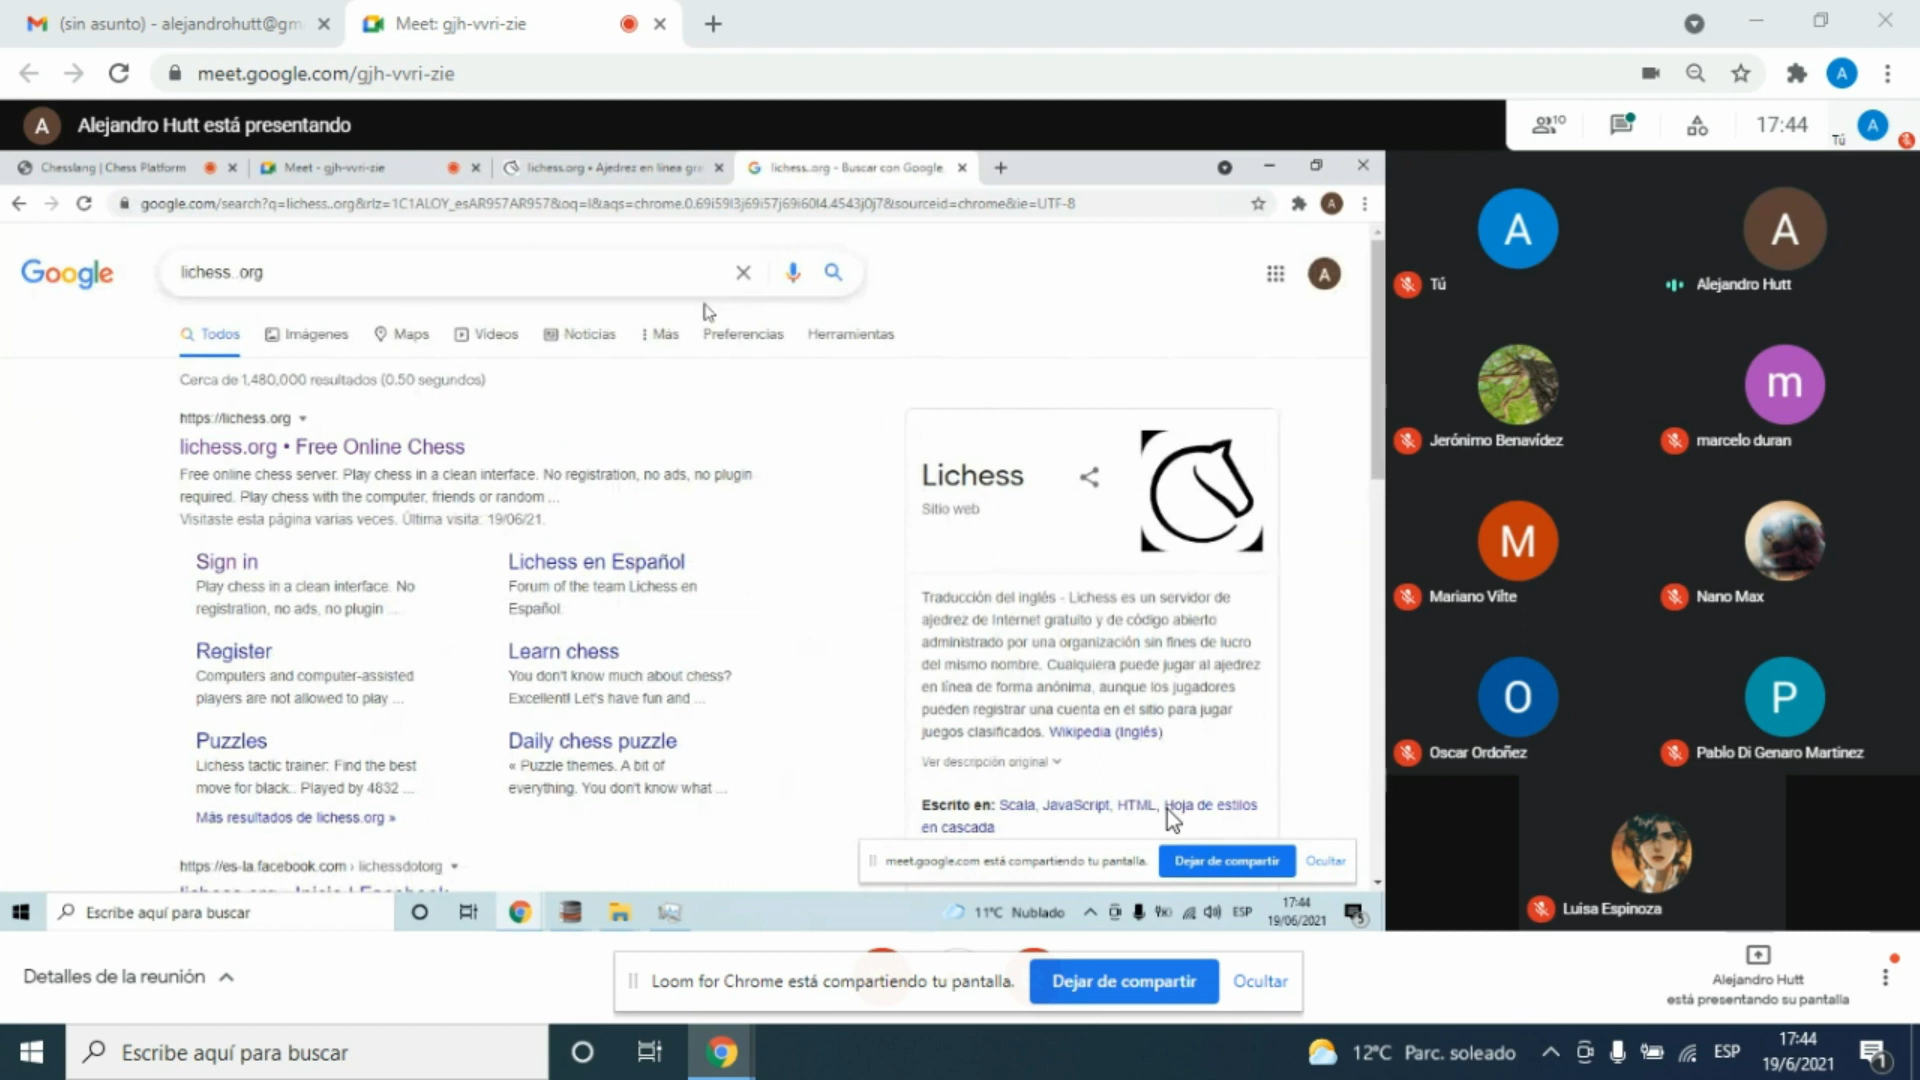 (sin asunto) - alejandrohutt@gm
Meet: gjh-vvri-zie
meet.google.com/gjh-vvri-zie
A
A Alejandro Hutt está presentando
10
17:44
Tú
A
Chesslang | Chess Platform
Meet - gjh-vvri-zie
lichess.org • Ajedrez en línea gra
lichess..org - Buscar con Google
google.com/search?q=lichess..org&rlz=1C1ALOY_esAR957AR957&oq=l&aqs=chrome.0.69i59l3j69i57j69i60l4.4543j0j7&sourceid=chrome&ie=UTF-8
A
Google
lichess..org
A
Todos
Imágenes
Maps
Videos
Noticias
Más
Preferencias
Herramientas
Cerca de 1,480,000 resultados (0.50 segundos)
https://lichess.org
lichess.org • Free Online Chess
Free online chess server. Play chess in a clean interface. No registration, no ads, no plugin
required. Play chess with the computer, friends or random ...
Visitaste esta página varias veces. Última visita: 19/06/21.
Sign in
Play chess in a clean interface. No
registration, no ads, no plugin ...
Lichess en Español
Forum of the team Lichess en
Español.
Register
Computers and computer-assisted
players are not allowed to play ...
Learn chess
You don't know much about chess?
Excellent! Let's have fun and ...
Puzzles
Lichess tactic trainer: Find the best
move for black.. Played by 4832 ...
Daily chess puzzle
« Puzzle themes. A bit of
everything. You don't know what ...
Más resultados de lichess.org »
https://es-la.facebook.com › lichessdotorg
lichess.org - Inicio | Facebook
Lichess
Sitio web
Traducción del inglés - Lichess es un servidor de
ajedrez de Internet gratuito y de código abierto
administrado por una organización sin fines de lucro
del mismo nombre. Cualquiera puede jugar al ajedrez
en línea de forma anónima, aunque los jugadores
pueden registrar una cuenta en el sitio para jugar
juegos clasificados. Wikipedia (Inglés)
Ver descripción original
Escrito en: Scala, JavaScript, HTML, Hoja de estilos
en cascada
meet.google.com está compartiendo tu pantalla.
Dejar de compartir
Ocultar
Escribe aquí para buscar
11°C Nublado
ESP
17:44
19/06/2021
5
A
Tú
A
Alejandro Hutt
Jerónimo Benavídez
m
marcelo duran
M
Mariano Vilte
Nano Max
O
Oscar Ordoñez
P
Pablo Di Genaro Martinez
Luisa Espinoza
Detalles de la reunión
Loom for Chrome está compartiendo tu pantalla.
Dejar de compartir
Ocultar
Alejandro Hutt
está presentando su pantalla
Escribe aquí para buscar
12°C Parc. soleado
ESP
17:44
19/6/2021
1